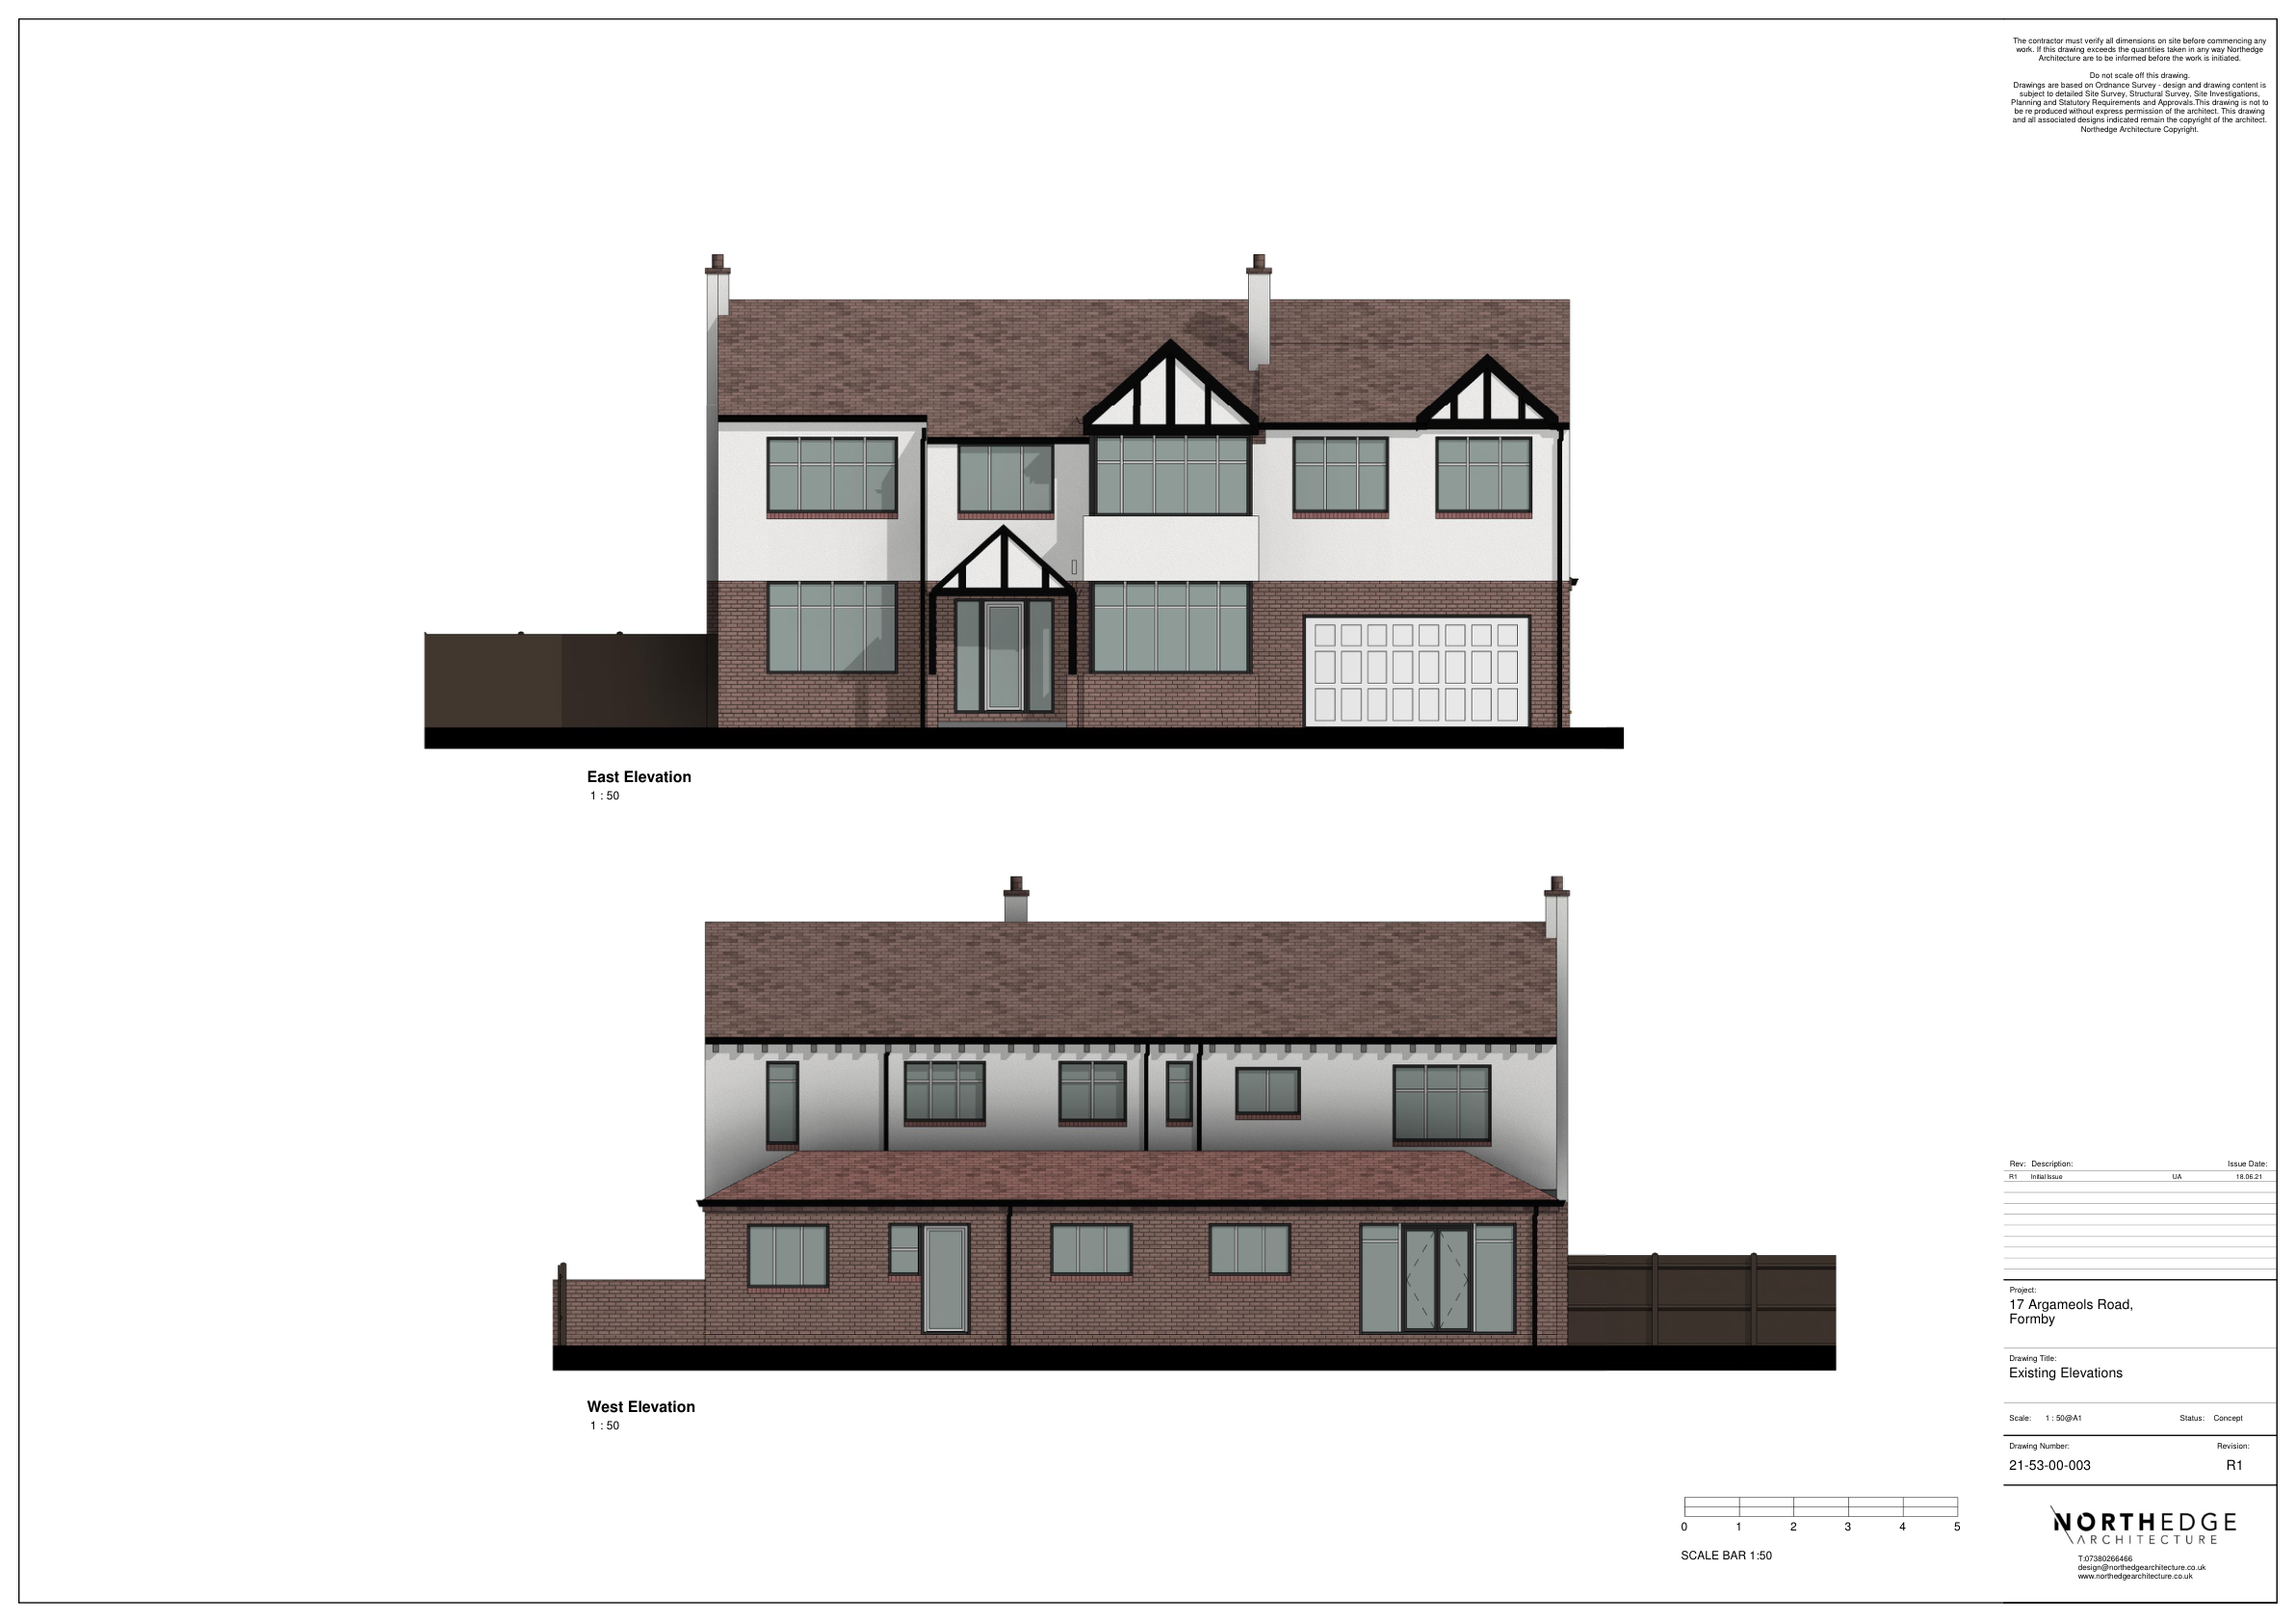 The contractor must verify all dimensions on site before commencing any
work. If this drawing exceeds the quantities taken in any way Northedge
Architecture are to be informed before the work is initiated.
Do not scale off this drawing.
Drawings are based on Ordnance Survey - design and drawing content is
subject to detailed Site Survey, Structural Survey, Site Investigations,
Planning and Statutory Requirements and Approvals.This drawing is not to
be re produced without express permission of the architect. This drawing
and all associated designs indicated remain the copyright of the architect.
Northedge Architecture Copyright.
East Elevation
1 : 50
West Elevation
1 : 50
0 1 2 3 4 5
SCALE BAR 1:50
Rev: Description: Issue Date:
R1 Initial Issue UA 18.06.21
Project:
17 Argameols Road,
Formby
Drawing Title:
Existing Elevations
Scale: 1 : 50@A1 Status: Concept
Drawing Number: Revision:
21-53-00-003 R1
NORTHEDGE
ARCHITECTURE
T:07380266466
design@northedgearchitecture.co.uk
www.northedgearchitecture.co.uk